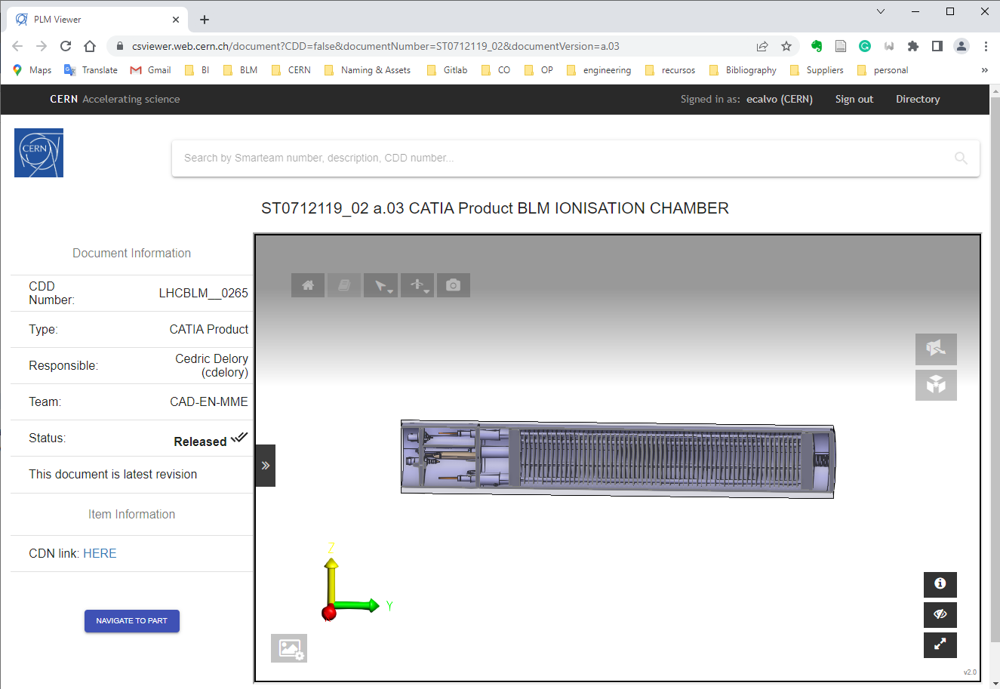 PLM Viewer
csviewer.web.cern.ch/document?CDD=false&documentNumber=ST0712119_02&documentVersion=a.03
Maps Translate Gmail BI BLM CERN Naming & Assets Gitlab CO OP engineering recursos Bibliography Suppliers personal »
CERN Accelerating science Signed in as: ecalvo (CERN) Sign out Directory
CERN
Search by Smarteam number, description, CDD number...
ST0712119_02 a.03 CATIA Product BLM IONISATION CHAMBER
Document Information
CDD Number: LHCBLM__0265
Type: CATIA Product
Responsible: Cedric Delory (cdelory)
Team: CAD-EN-MME
Status: Released
This document is latest revision
Item Information
CDN link: HERE
NAVIGATE TO PART
Z
Y
v2.0